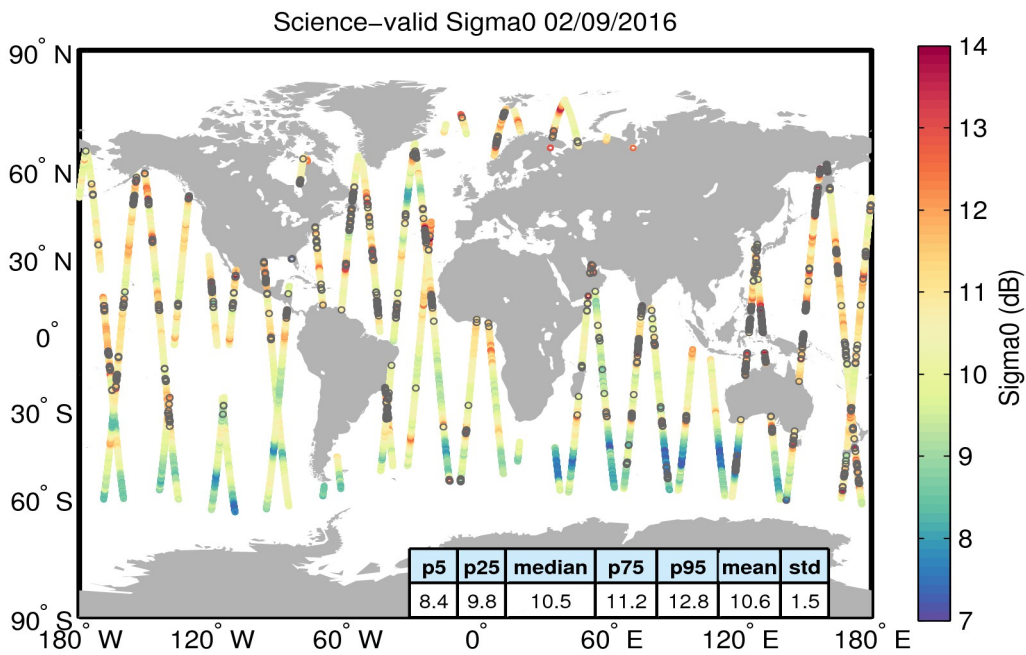 Science−valid Sigma0 02/09/2016
90° N
60° N
30° N
0°
30° S
60° S
90° S
180° W
120° W
60° W
0°
60° E
120° E
180° E
p5 p25 median p75 p95 mean std
8.4 9.8 10.5 11.2 12.8 10.6 1.5
14
13
12
11
10
9
8
7
Sigma0 (dB)